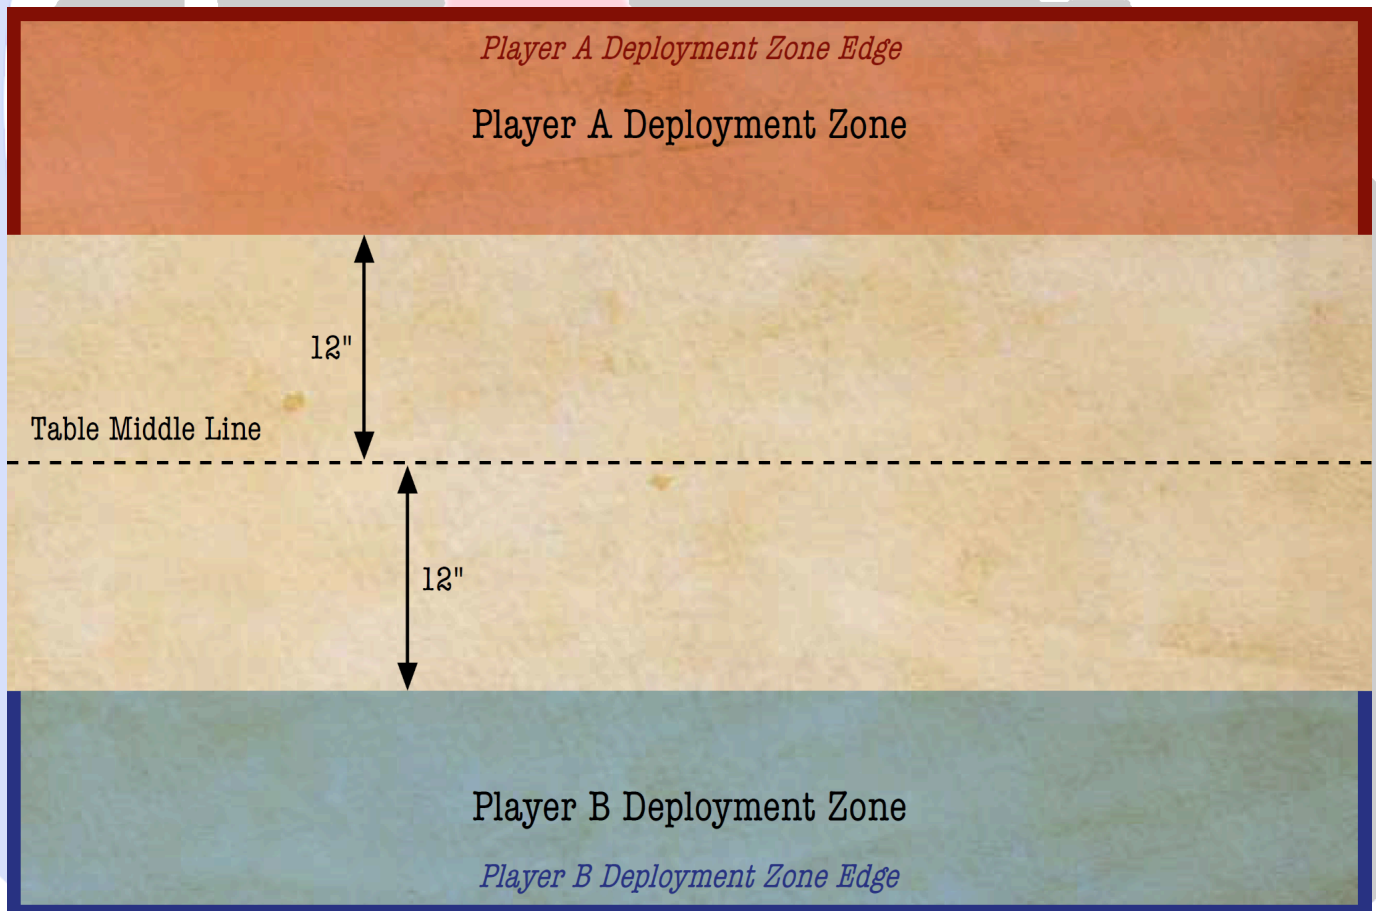 Player A Deployment Zone Edge
Player A Deployment Zone
12"
Table Middle Line
12"
Player B Deployment Zone
Player B Deployment Zone Edge